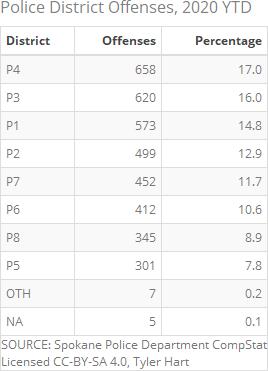 Police District Offenses, 2020 YTD
District Offenses Percentage
P4 658 17.0
P3 620 16.0
P1 573 14.8
P2 499 12.9
P7 452 11.7
P6 412 10.6
P8 345 8.9
P5 301 7.8
OTH 7 0.2
NA 5 0.1
SOURCE: Spokane Police Department CompStat
Licensed CC-BY-SA 4.0, Tyler Hart